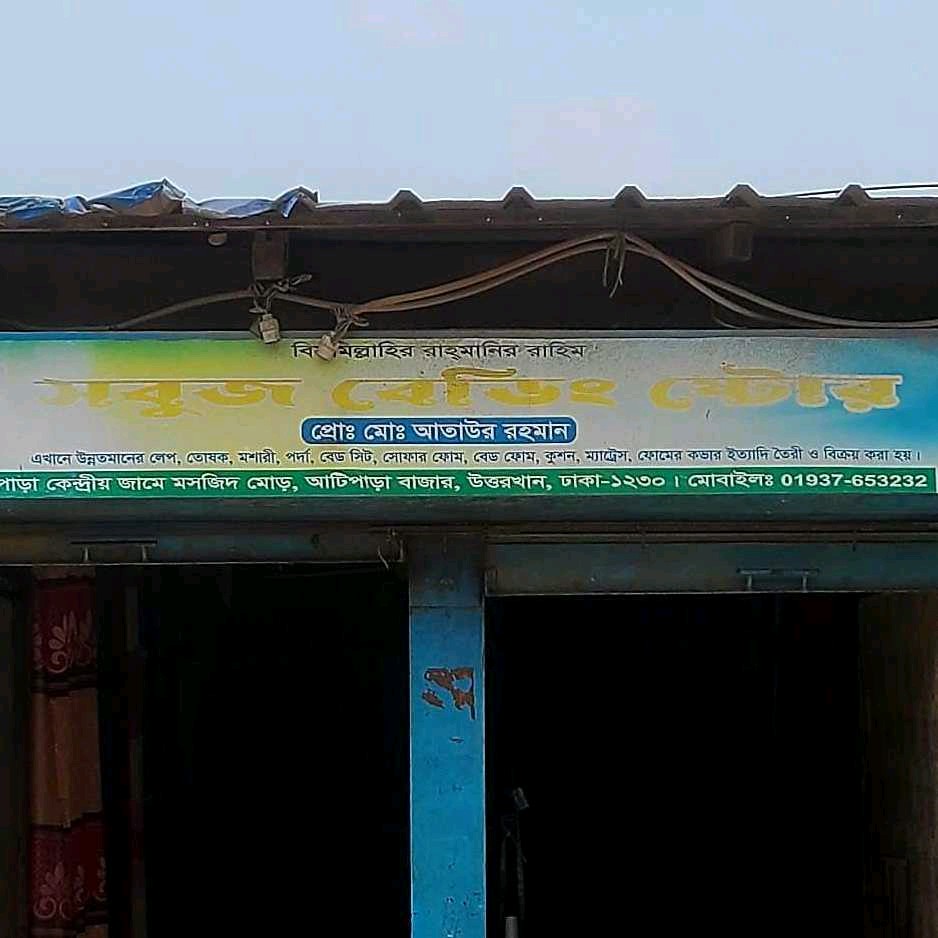 বিসমিল্লাহির রাহ্‌মানির রাহিম
সবুজ বেডিং ষ্টোর
প্রোঃ মোঃ আতাউর রহমান
এখানে উন্নতমানের লেপ, তোষক, মশারী, পর্দা, বেড সিট, সোফার ফোম, বেড ফোম, কুশন, ম্যাট্রেস, ফোমের কভার ইত্যাদি তৈরী ও বিক্রয় করা হয়।
পাড়া কেন্দ্রীয় জামে মসজিদ মোড়, আটিপাড়া বাজার, উত্তরখান, ঢাকা-১২৩০ । মোবাইলঃ 01937-653232